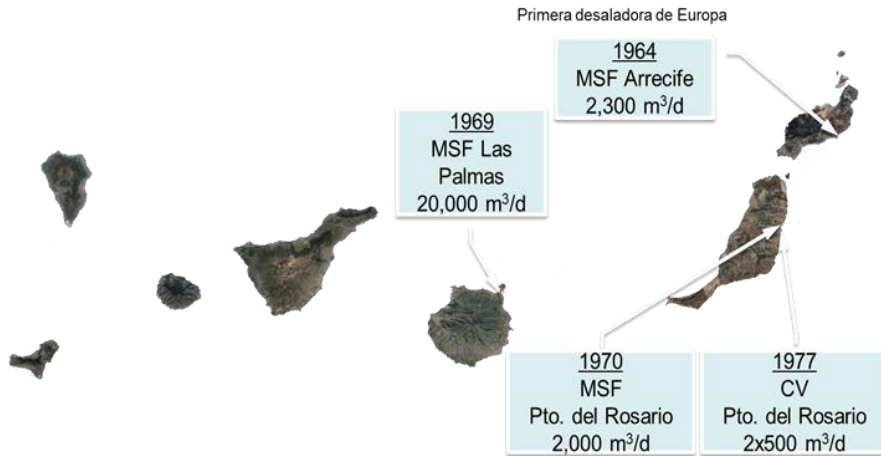 Primera desaladora de Europa
1964
MSF Arrecife
2,300 m³/d
1969
MSF Las
Palmas
20,000 m³/d
1970
MSF
Pto. del Rosario
2,000 m³/d
1977
CV
Pto. del Rosario
2x500 m³/d